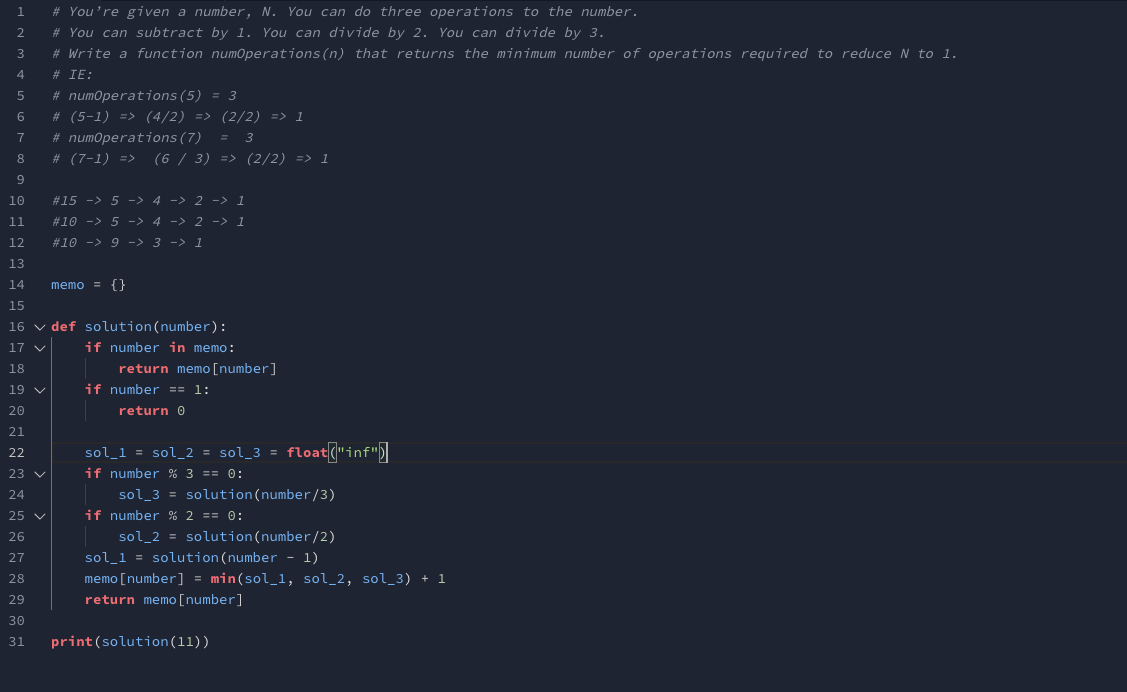 1 # You’re given a number, N. You can do three operations to the number.
2 # You can subtract by 1. You can divide by 2. You can divide by 3.
3 # Write a function numOperations(n) that returns the minimum number of operations required to reduce N to 1.
4 # IE:
5 # numOperations(5) = 3
6 # (5-1) => (4/2) => (2/2) => 1
7 # numOperations(7)  =  3
8 # (7-1) =>  (6 / 3) => (2/2) => 1
9
10 #15 -> 5 -> 4 -> 2 -> 1
11 #10 -> 5 -> 4 -> 2 -> 1
12 #10 -> 9 -> 3 -> 1
13
14 memo = {}
15
16 def solution(number):
17     if number in memo:
18         return memo[number]
19     if number == 1:
20         return 0
21
22     sol_1 = sol_2 = sol_3 = float("inf")
23     if number % 3 == 0:
24         sol_3 = solution(number/3)
25     if number % 2 == 0:
26         sol_2 = solution(number/2)
27     sol_1 = solution(number - 1)
28     memo[number] = min(sol_1, sol_2, sol_3) + 1
29     return memo[number]
30
31 print(solution(11))